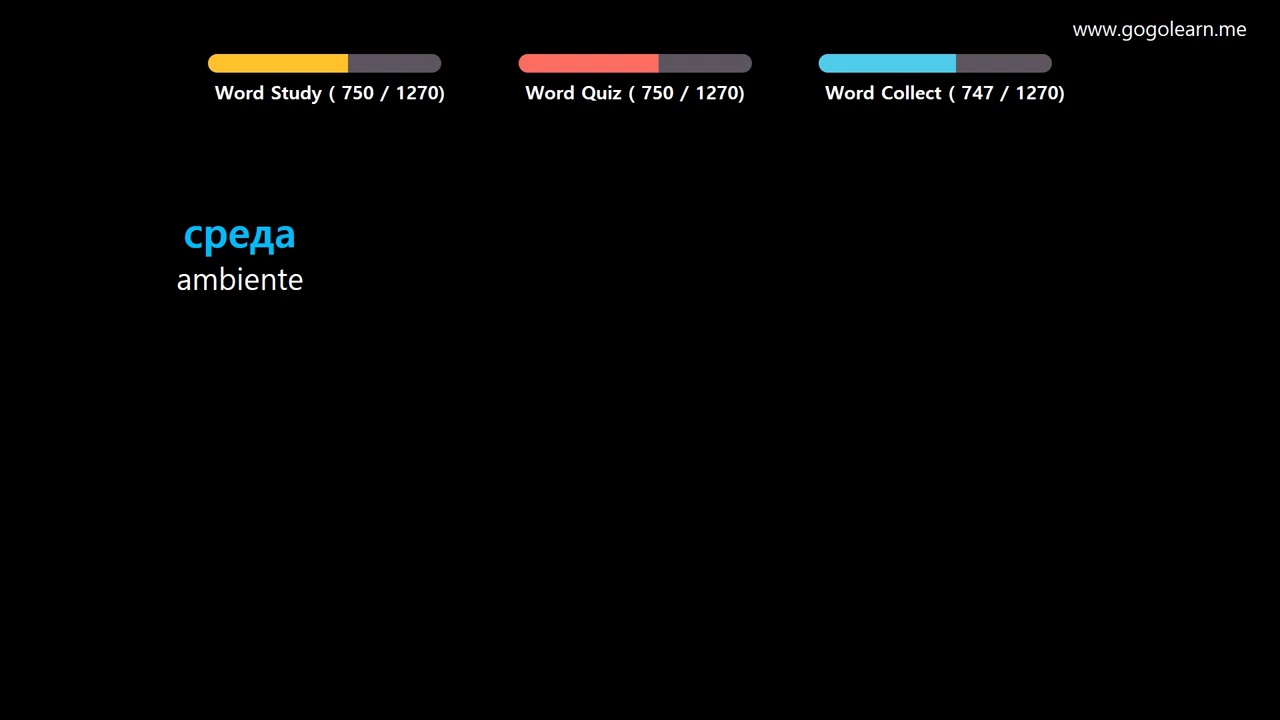 www.gogolearn.me
Word Study ( 750 / 1270)
Word Quiz ( 750 / 1270)
Word Collect ( 747 / 1270)
среда
ambiente